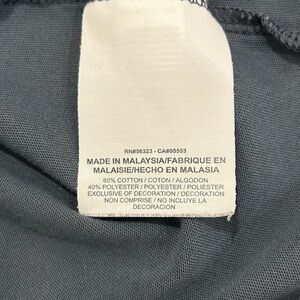 RN#56323 - CA#05553
MADE IN MALAYSIA/FABRIQUE EN
MALAISIE/HECHO EN MALASIA
60% COTTON / COTON / ALGODON
40% POLYESTER / POLYESTER / POLIESTER
EXCLUSIVE OF DECORATION / DECORATION
NON COMPRISE / NO INCLUYE LA
DECORACION